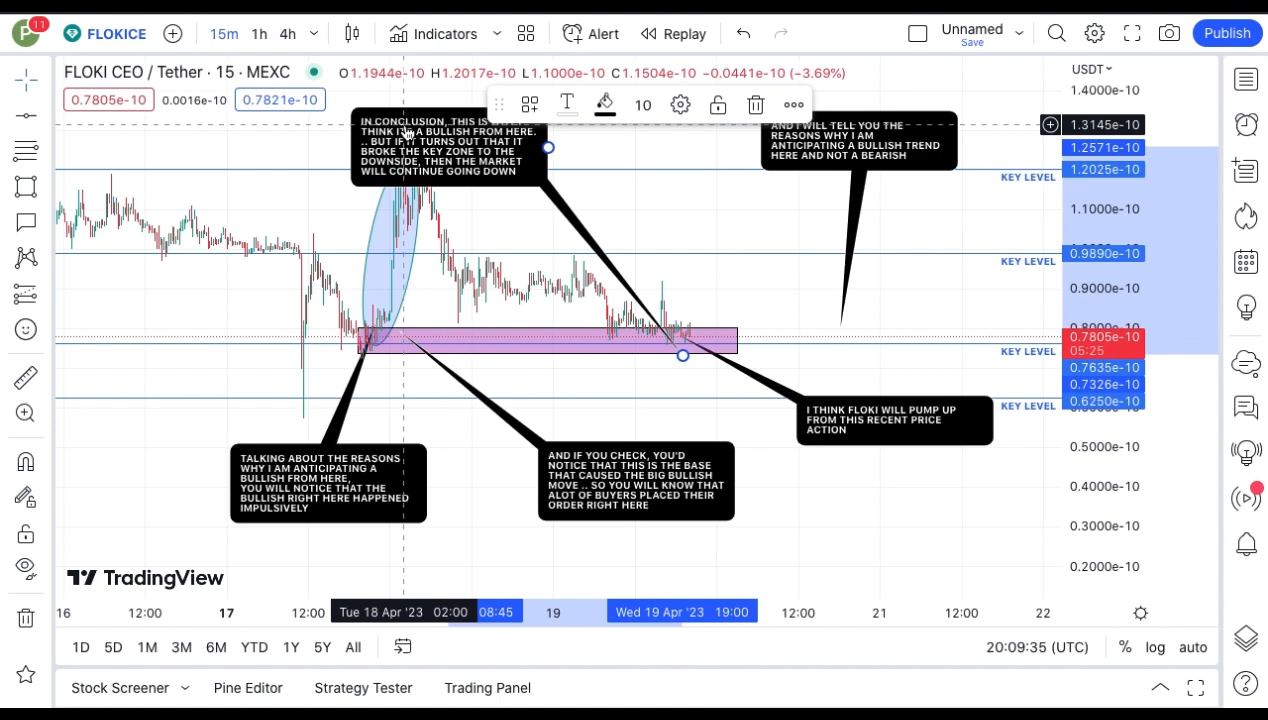 P 11 FLOKICE 15m 1h 4h Indicators Alert Replay Unnamed Save Publish
FLOKI CEO / Tether · 15 · MEXC O1.1944e-10 H1.2017e-10 L1.1000e-10 C1.1504e-10 −0.0441e-10 (−3.69%) USDT
0.7805e-10 0.0016e-10 0.7821e-10
10
IN CONCLUSION, THIS IS
THINK
A BULLISH FROM HERE.
.. BUT IF IT TURNS OUT THAT IT
BROKE THE KEY ZONE TO THE
DOWNSIDE, THEN THE MARKET
WILL CONTINUE GOING DOWN
AND I WILL TELL YOU THE
REASONS WHY I AM
ANTICIPATING A BULLISH TREND
HERE AND NOT A BEARISH
KEY LEVEL
KEY LEVEL
KEY LEVEL
KEY LEVEL
I THINK FLOKI WILL PUMP UP
FROM THIS RECENT PRICE
ACTION
TALKING ABOUT THE REASONS
WHY I AM ANTICIPATING A
BULLISH FROM HERE,
YOU WILL NOTICE THAT THE
BULLISH RIGHT HERE HAPPENED
IMPULSIVELY
AND IF YOU CHECK, YOU'D
NOTICE THAT THIS IS THE BASE
THAT CAUSED THE BIG BULLISH
MOVE .. SO YOU WILL KNOW THAT
ALOT OF BUYERS PLACED THEIR
ORDER RIGHT HERE
1.4000e-10
1.3145e-10
1.2571e-10
1.2025e-10
1.1000e-10
0.9890e-10
0.9000e-10
0.7805e-10
05:25
0.7635e-10
0.7326e-10
0.6250e-10
0.5000e-10
0.4000e-10
0.3000e-10
0.2000e-10
TradingView
16 12:00 17 12:00 Tue 18 Apr '23 02:00 08:45 19 Wed 19 Apr '23 19:00 12:00 21 12:00 22
1D 5D 1M 3M 6M YTD 1Y 5Y All 20:09:35 (UTC) % log auto
Stock Screener Pine Editor Strategy Tester Trading Panel